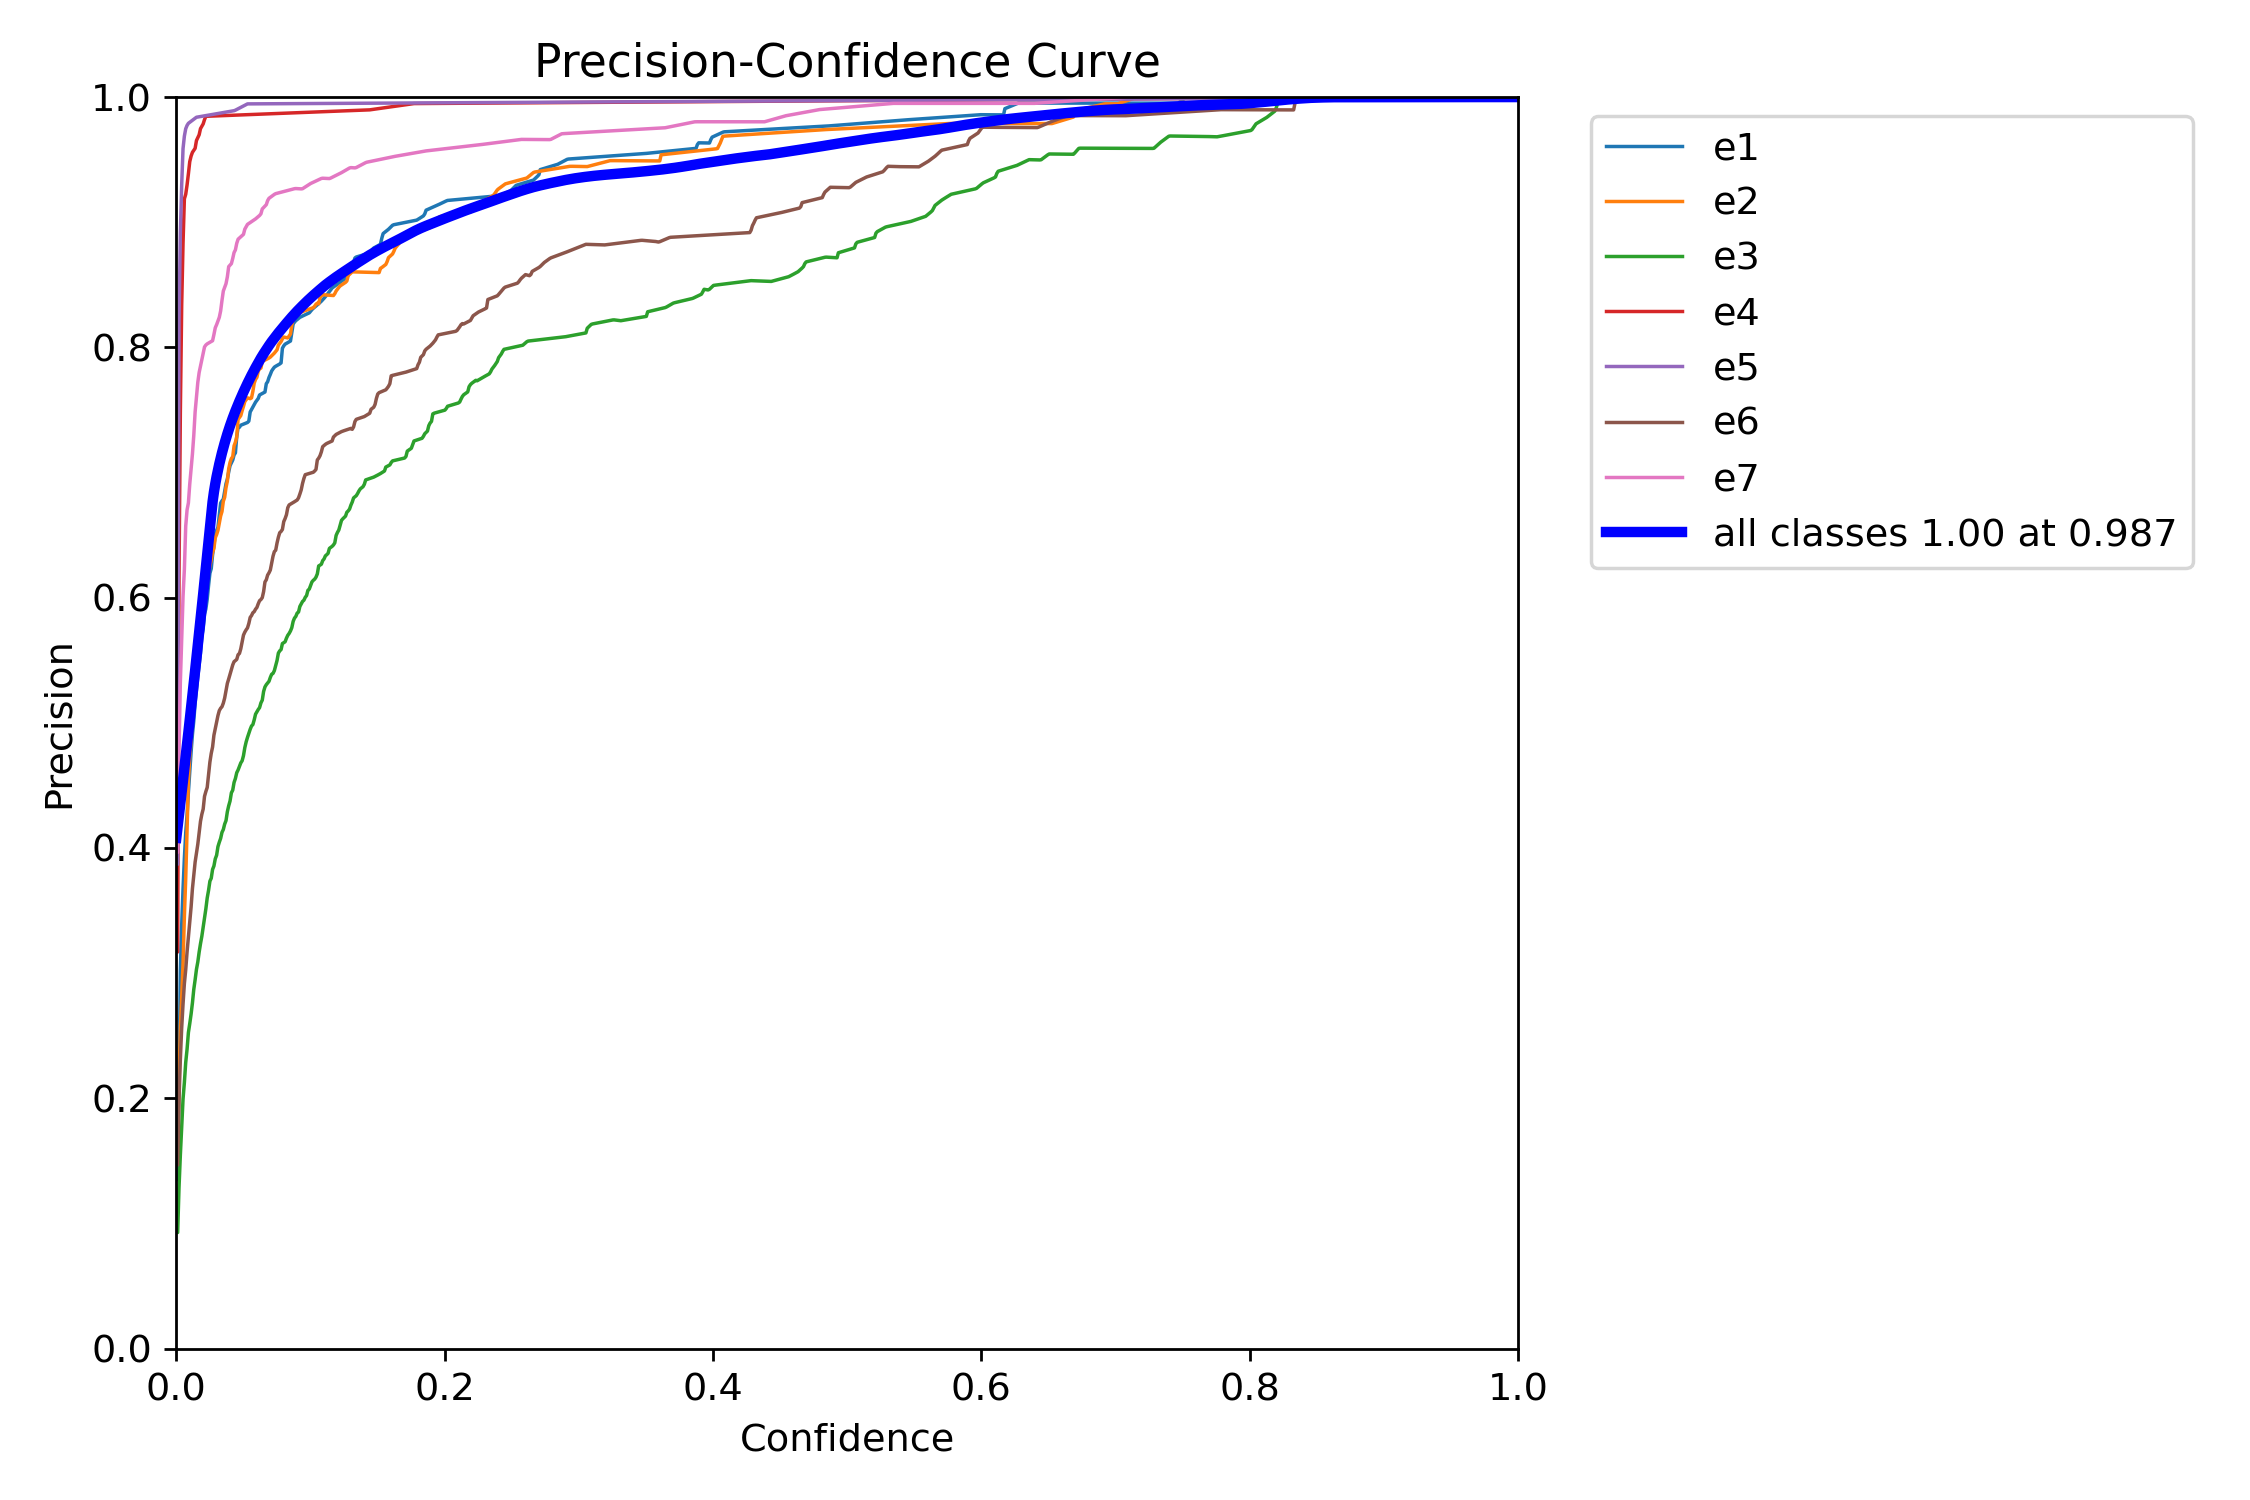 Precision-Confidence Curve
1.0
0.8
0.6
0.4
0.2
0.0
Precision
0.0 0.2 0.4 0.6 0.8 1.0
Confidence
e1
e2
e3
e4
e5
e6
e7
all classes 1.00 at 0.987